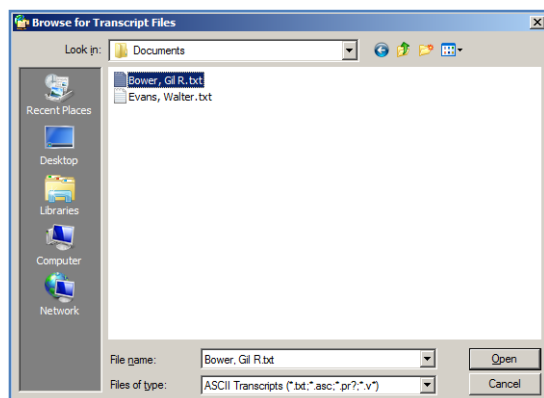 Browse for Transcript Files
Look in: Documents
Bower, Gil R.txt
Evans, Walter.txt
Recent Places
Desktop
Libraries
Computer
Network
File name: Bower, Gil R.txt Open
Files of type: ASCII Transcripts (*.txt;*.asc;*.pr?;*.v*) Cancel